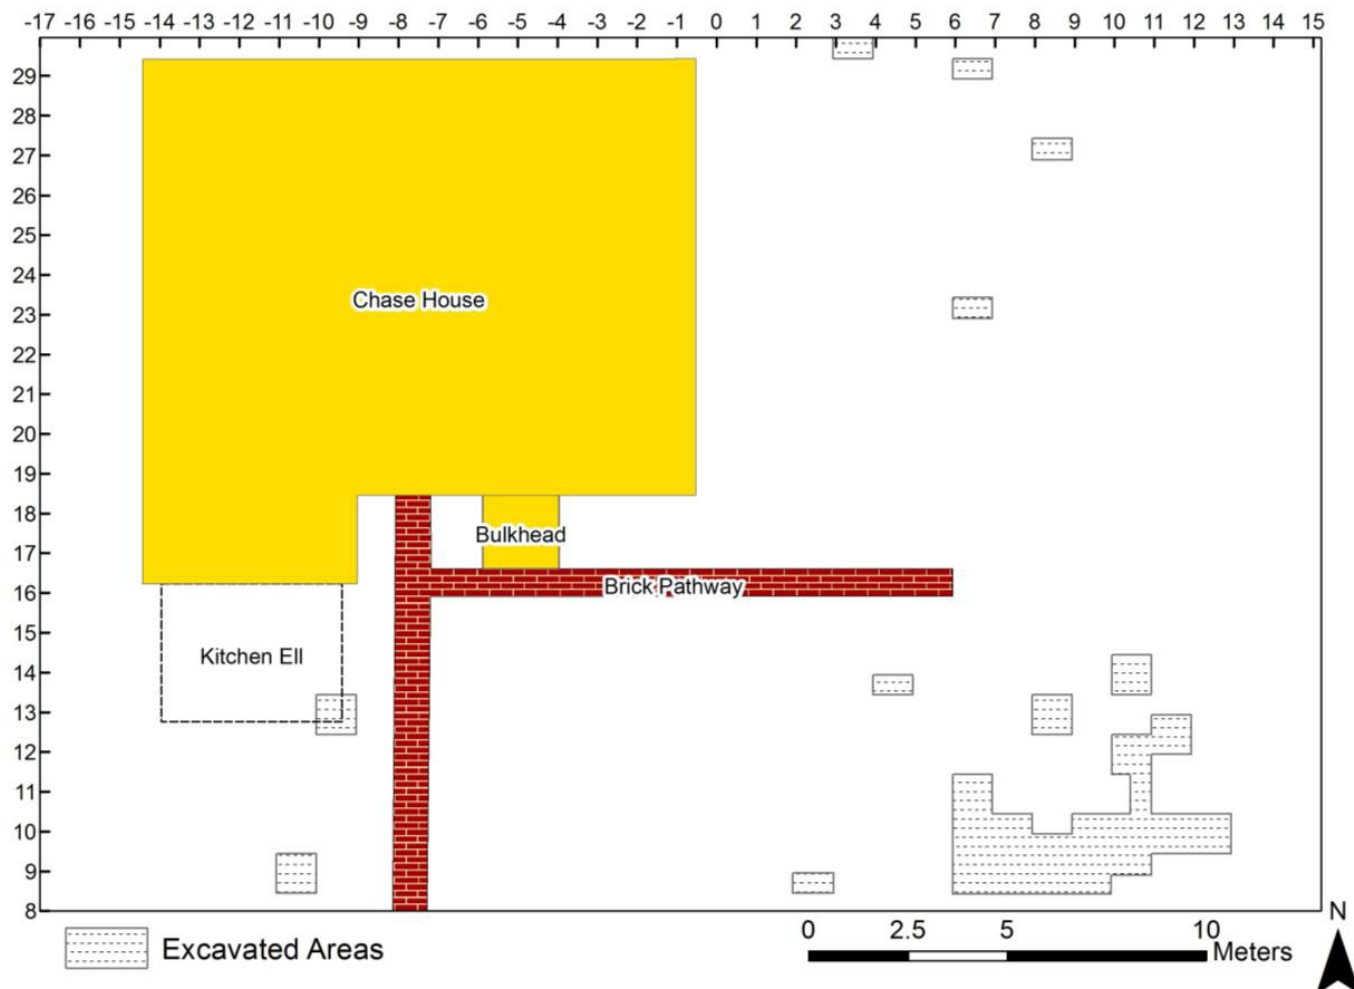 -17 -16 -15 -14 -13 -12 -11 -10 -9 -8 -7 -6 -5 -4 -3 -2 -1 0 1 2 3 4 5 6 7 8 9 10 11 12 13 14 15
29
28
27
26
25
24
Chase House
23
22
21
20
19
18
Bulkhead
17
Brick Pathway
16
15
Kitchen Ell
14
13
12
11
10
9
8
N
Excavated Areas
0 2.5 5 10
Meters